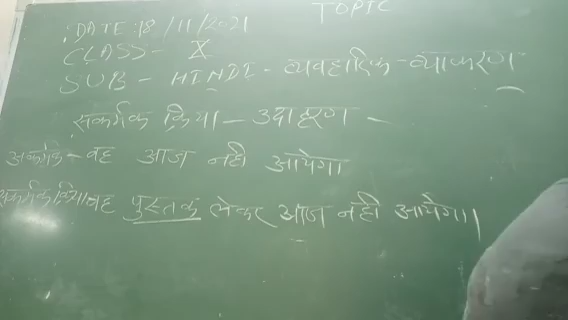 TOPIC
:DATE:18/11/2021
CLASS - X
SUB - HINDI - व्यवहारिक - व्याकरण
सकर्मक क्रिया - उदाहरण -
अकर्मक - वह आज नही आयेगा।
सकर्मक क्रिया वह पुस्तक लेकर आज नही आयेगा।